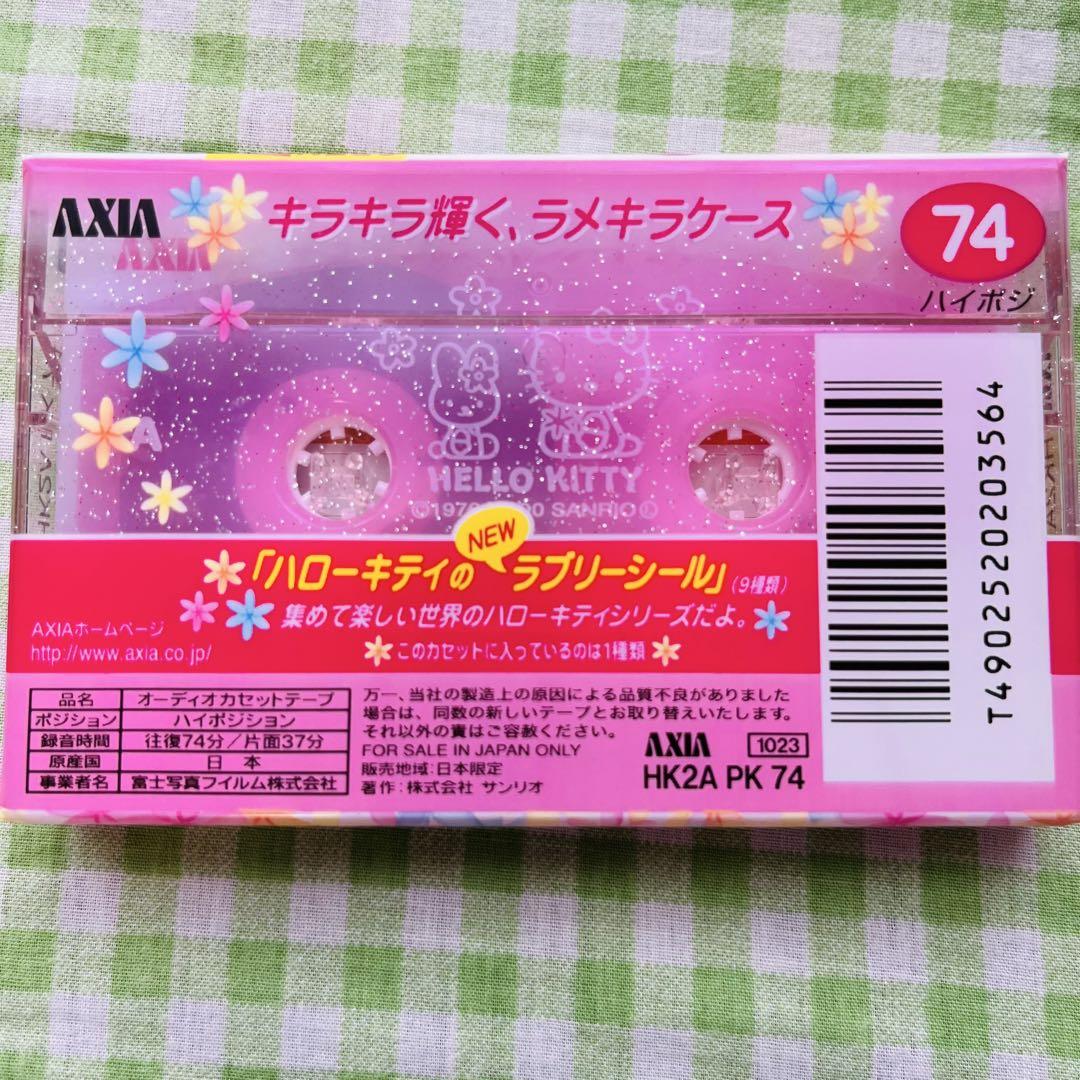 AXIA
キラキラ輝く、ラメキラケース
74
ハイポジ
AXIA
A
HELLO KITTY
SANRIO
「ハローキティの NEW ラブリーシール」(9種類)
集めて楽しい世界のハローキティシリーズだよ。
このカセットに入っているのは1種類
AXIAホームページ
http://www.axia.co.jp/
品名 オーディオカセットテープ
ポジション ハイポジション
録音時間 往復74分/片面37分
原産国 日本
事業者名 富士写真フイルム株式会社
万一、当社の製造上の原因による品質不良がありました
場合は、同数の新しいテープとお取り替えいたします。
それ以外の責はご容赦ください。
FOR SALE IN JAPAN ONLY
販売地域:日本限定
著作:株式会社 サンリオ
AXIA 1023
HK2A PK 74
T4902520203564